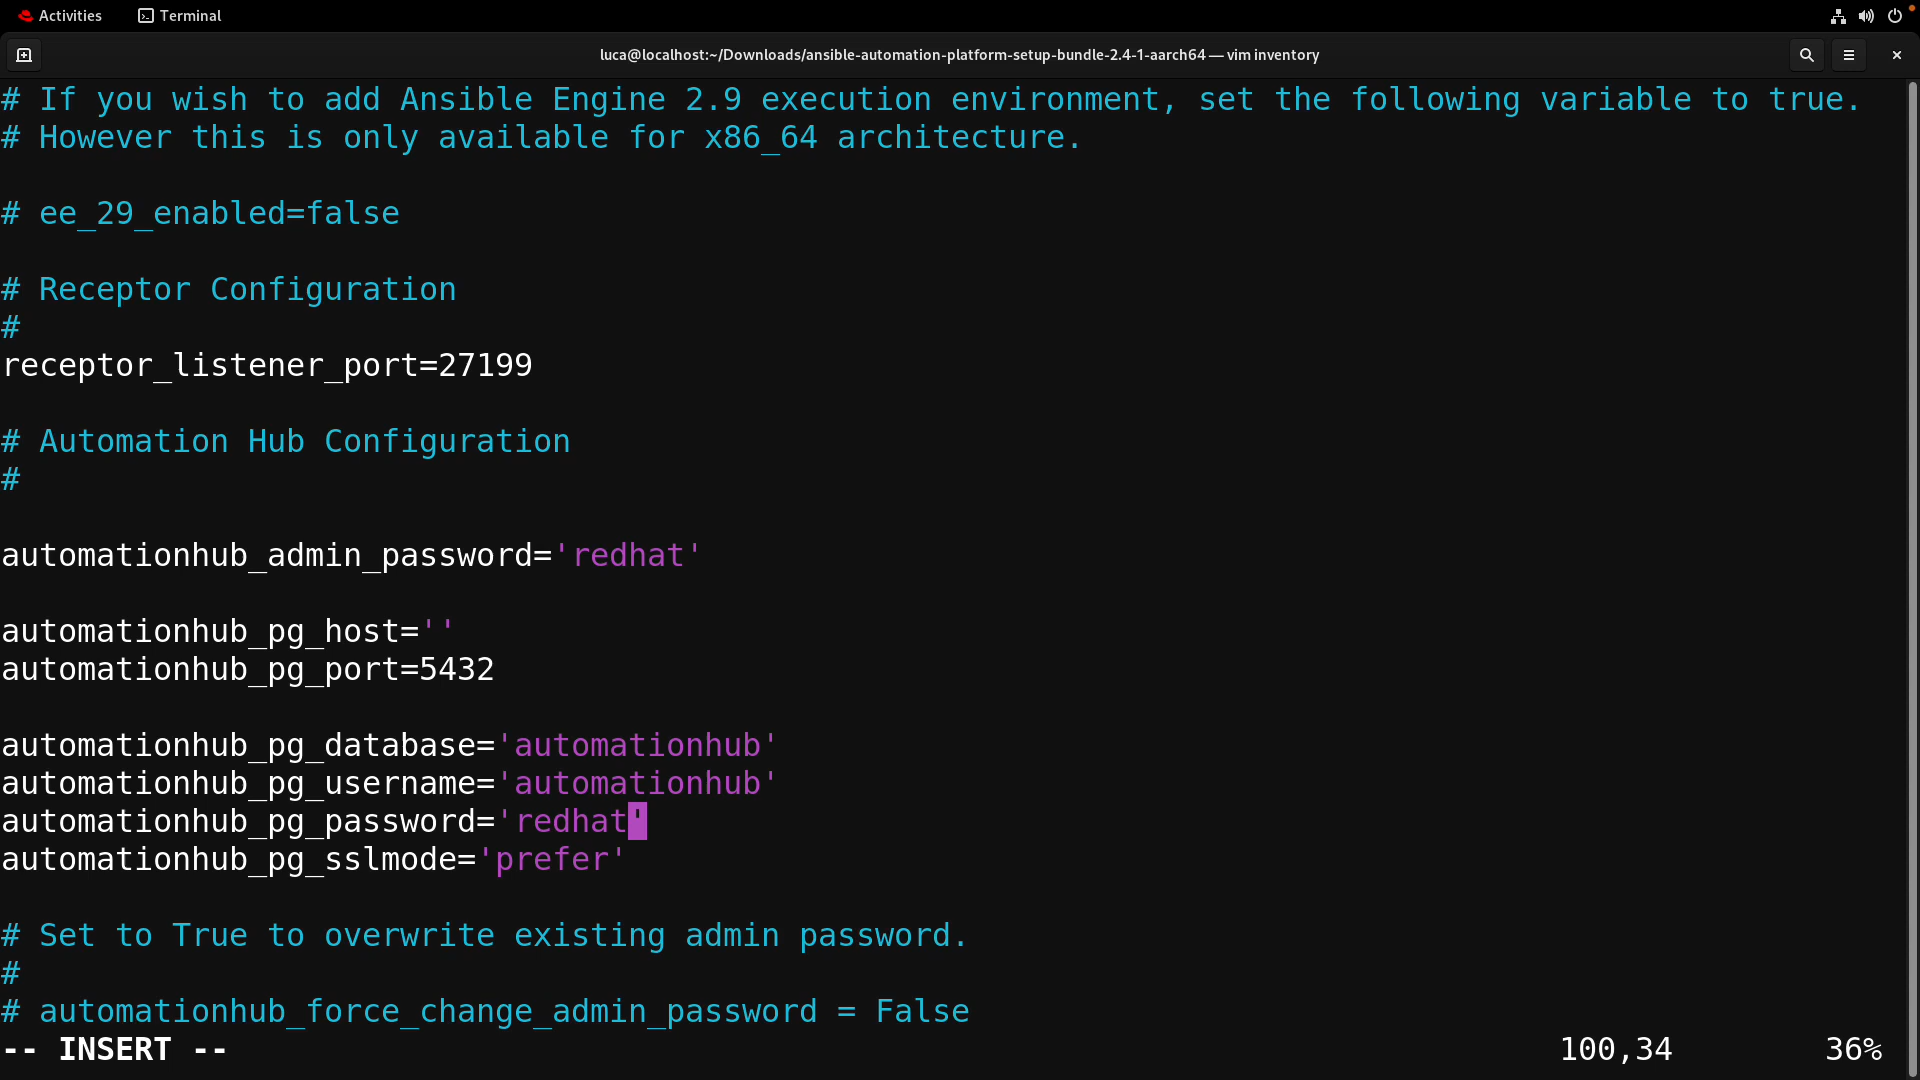 Activities Terminal
luca@localhost:~/Downloads/ansible-automation-platform-setup-bundle-2.4-1-aarch64 — vim inventory
# If you wish to add Ansible Engine 2.9 execution environment, set the following variable to true.
# However this is only available for x86_64 architecture.
# ee_29_enabled=false
# Receptor Configuration
#
receptor_listener_port=27199
# Automation Hub Configuration
#
automationhub_admin_password='redhat'
automationhub_pg_host=''
automationhub_pg_port=5432
automationhub_pg_database='automationhub'
automationhub_pg_username='automationhub'
automationhub_pg_password='redhat'
automationhub_pg_sslmode='prefer'
# Set to True to overwrite existing admin password.
#
# automationhub_force_change_admin_password = False
-- INSERT -- 100,34 36%